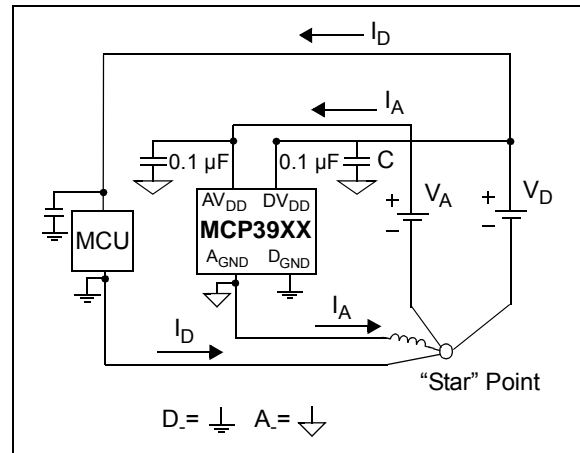 I_D
I_A
0.1 µF
0.1 µF
C
AV_DD
DV_DD
V_A
V_D
+
+
MCP39XX
MCU
A_GND
D_GND
−
−
I_A
I_D
“Star” Point
D_-=
A_-=